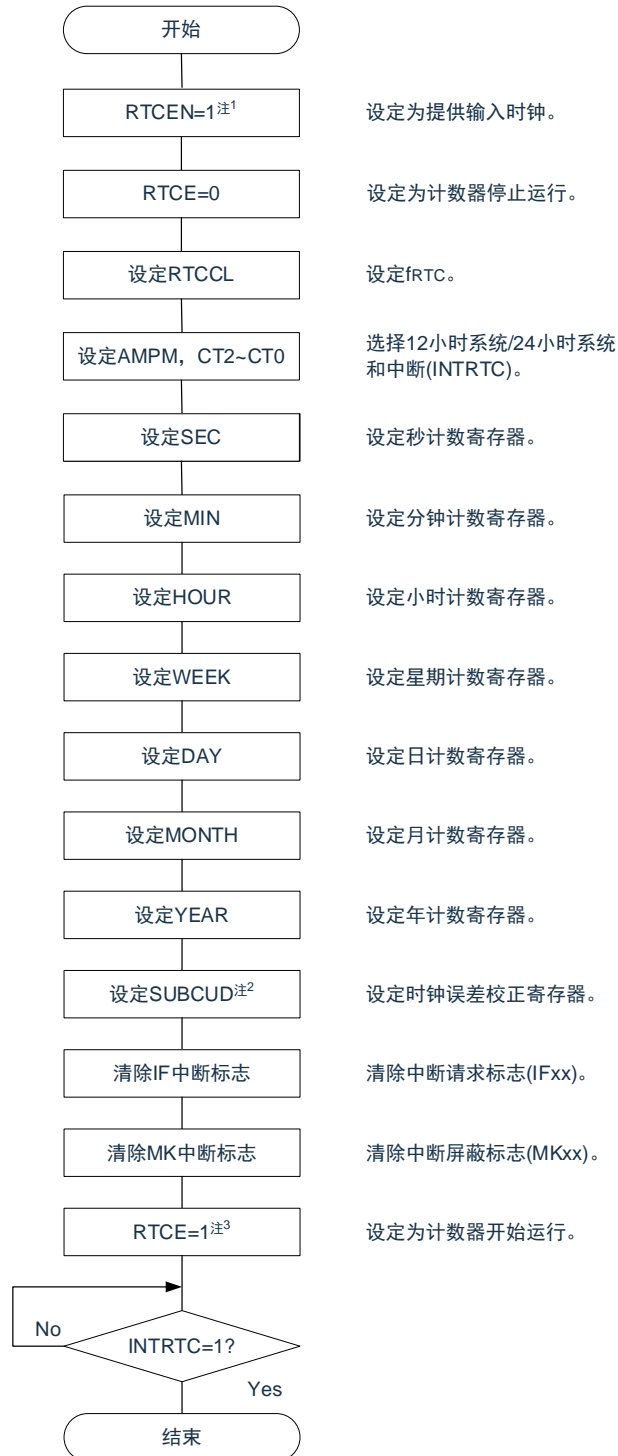 开始
RTCEN=1注1 设定为提供输入时钟。
RTCE=0 设定为计数器停止运行。
设定RTCCL 设定fRTC。
设定AMPM，CT2~CT0 选择12小时系统/24小时系统
和中断(INTRTC)。
设定SEC 设定秒计数寄存器。
设定MIN 设定分钟计数寄存器。
设定HOUR 设定小时计数寄存器。
设定WEEK 设定星期计数寄存器。
设定DAY 设定日计数寄存器。
设定MONTH 设定月计数寄存器。
设定YEAR 设定年计数寄存器。
设定SUBCUD注2 设定时钟误差校正寄存器。
清除IF中断标志 清除中断请求标志(IFxx)。
清除MK中断标志 清除中断屏蔽标志(MKxx)。
RTCE=1注3 设定为计数器开始运行。
No
INTRTC=1?
Yes
结束